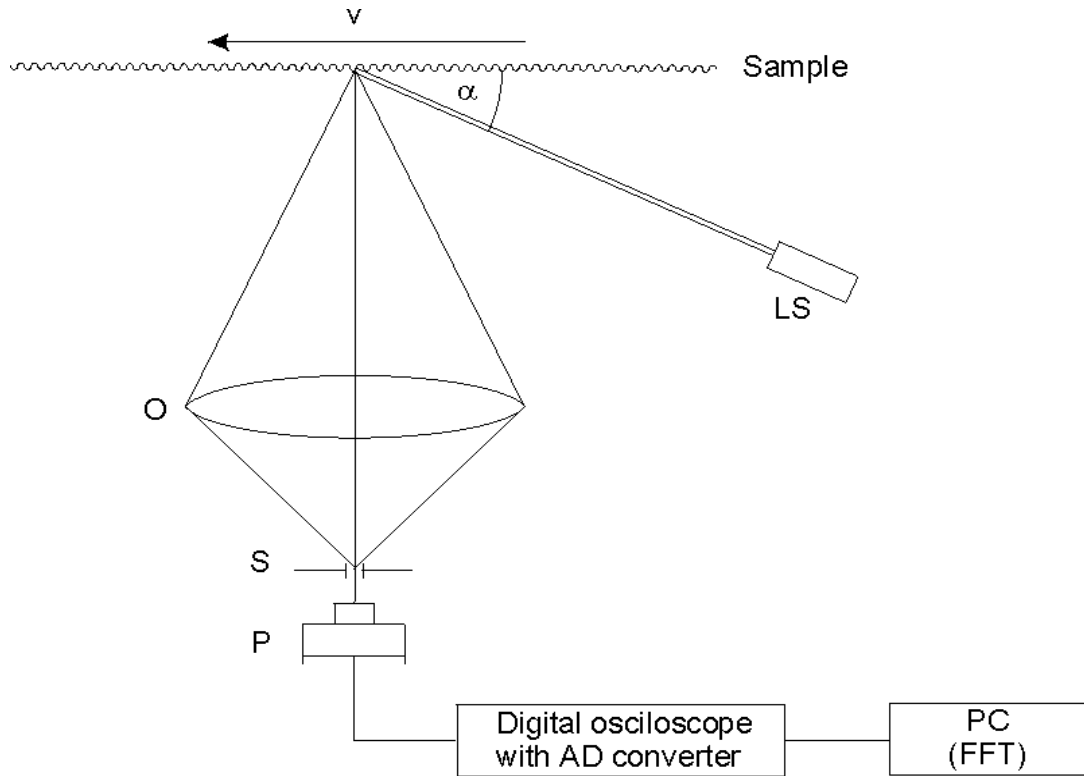 v
Sample
α
LS
O
S
P
Digital osciloscope
with AD converter
PC
(FFT)